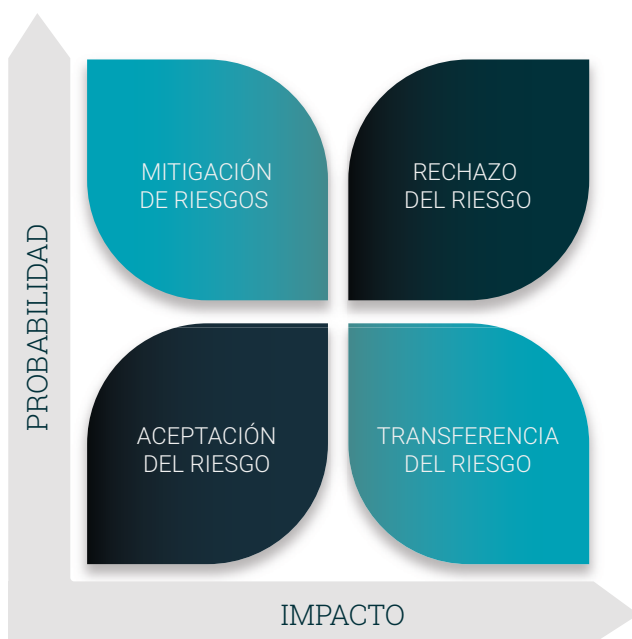 MITIGACIÓN
DE RIESGOS
RECHAZO
DEL RIESGO
PROBABILIDAD
ACEPTACIÓN
DEL RIESGO
TRANSFERENCIA
DEL RIESGO
IMPACTO